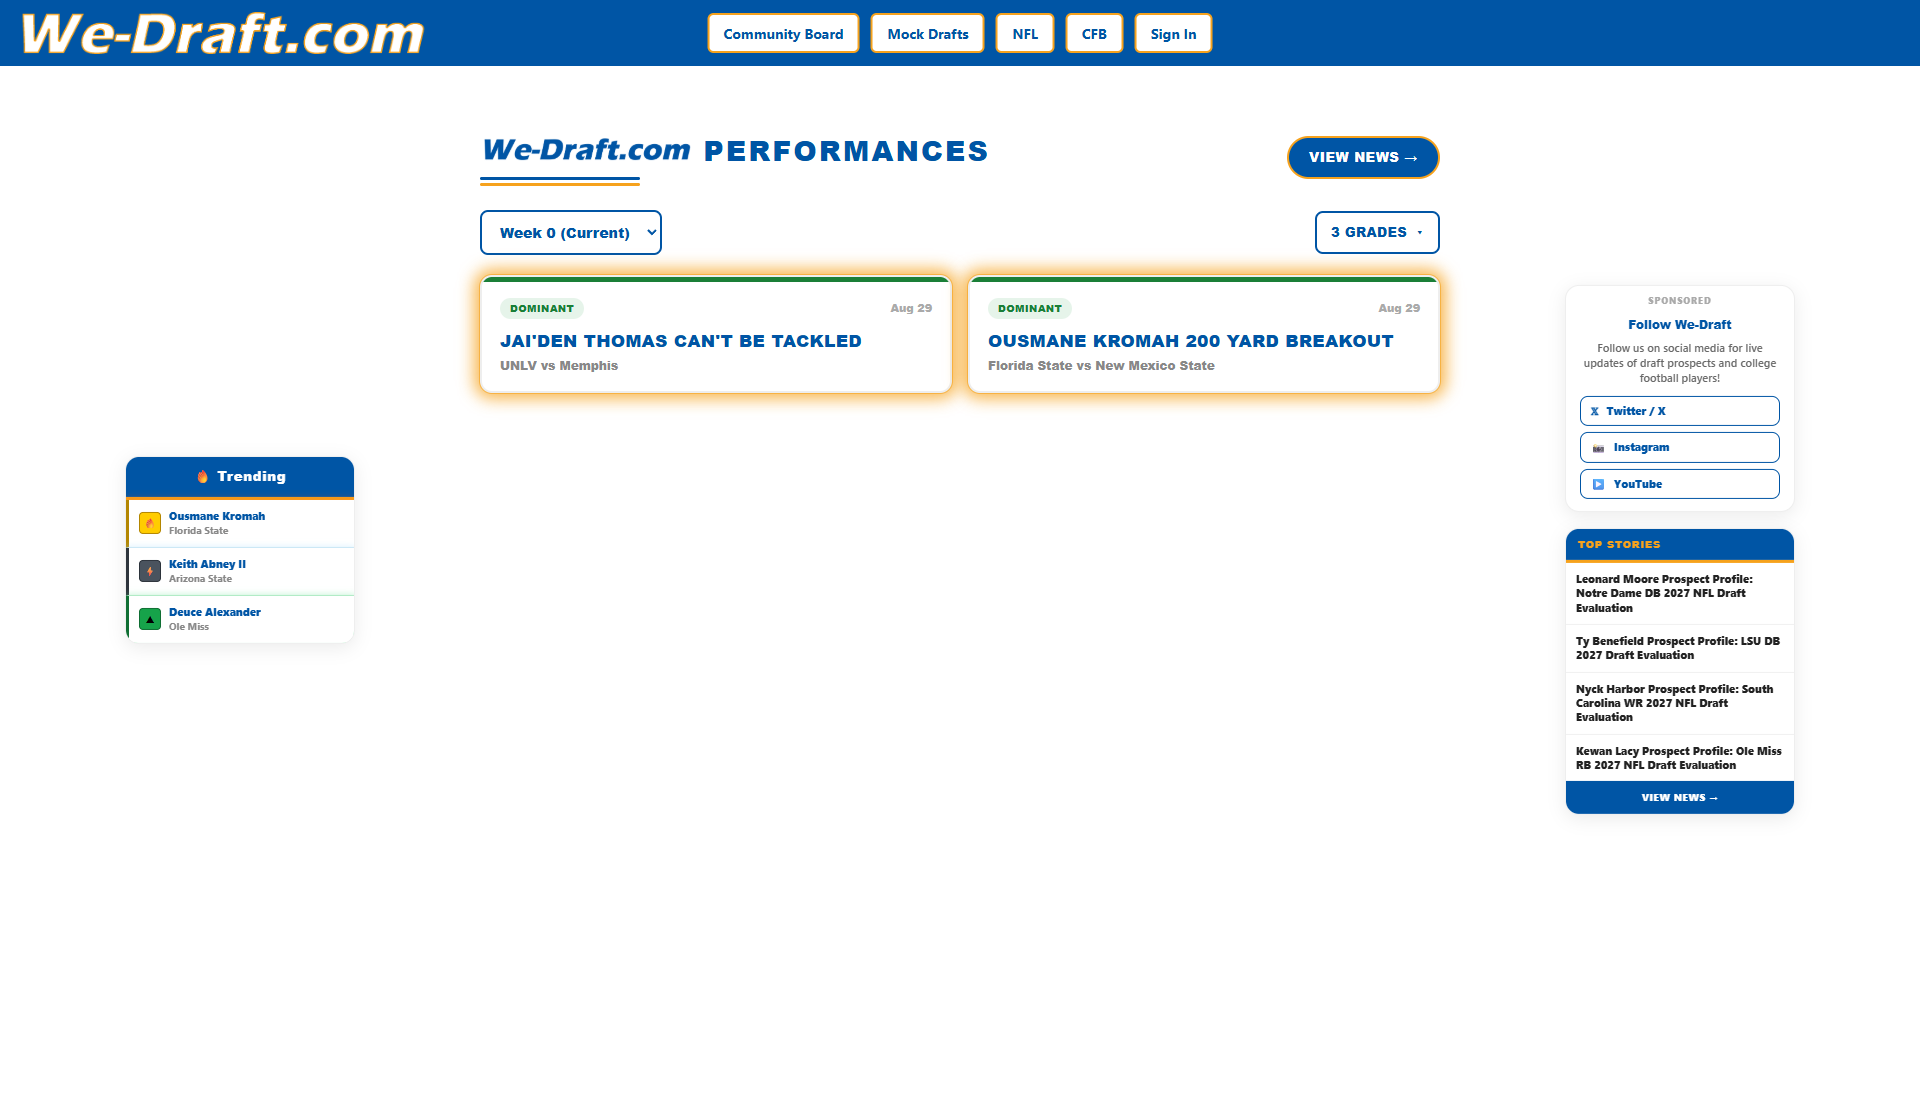 We-Draft.com
Community Board
Mock Drafts
NFL
CFB
Sign In
We-Draft.com PERFORMANCES
VIEW NEWS →
Week 0 (Current)
3 GRADES
DOMINANT
Aug 29
JAI'DEN THOMAS CAN'T BE TACKLED
UNLV vs Memphis
DOMINANT
Aug 29
OUSMANE KROMAH 200 YARD BREAKOUT
Florida State vs New Mexico State
Trending
Ousmane Kromah
Florida State
Keith Abney II
Arizona State
Deuce Alexander
Ole Miss
SPONSORED
Follow We-Draft
Follow us on social media for live
updates of draft prospects and college
football players!
𝕏 Twitter / X
Instagram
YouTube
TOP STORIES
Leonard Moore Prospect Profile:
Notre Dame DB 2027 NFL Draft
Evaluation
Ty Benefield Prospect Profile: LSU DB
2027 Draft Evaluation
Nyck Harbor Prospect Profile: South
Carolina WR 2027 NFL Draft
Evaluation
Kewan Lacy Prospect Profile: Ole Miss
RB 2027 NFL Draft Evaluation
VIEW NEWS →